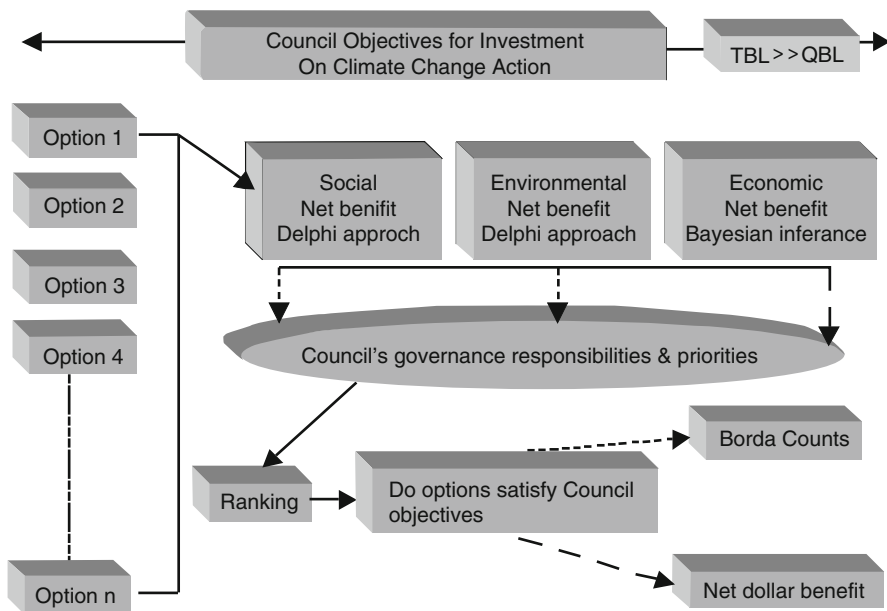 Council Objectives for Investment
On Climate Change Action
TBL>>QBL
Option 1
Option 2
Option 3
Option 4
Option n
Social
Net benifit
Delphi approch
Environmental
Net benefit
Delphi approach
Economic
Net benefit
Bayesian inferance
Council's governance responsibilities & priorities
Ranking
Do options satisfy Council
objectives
Borda Counts
Net dollar benefit